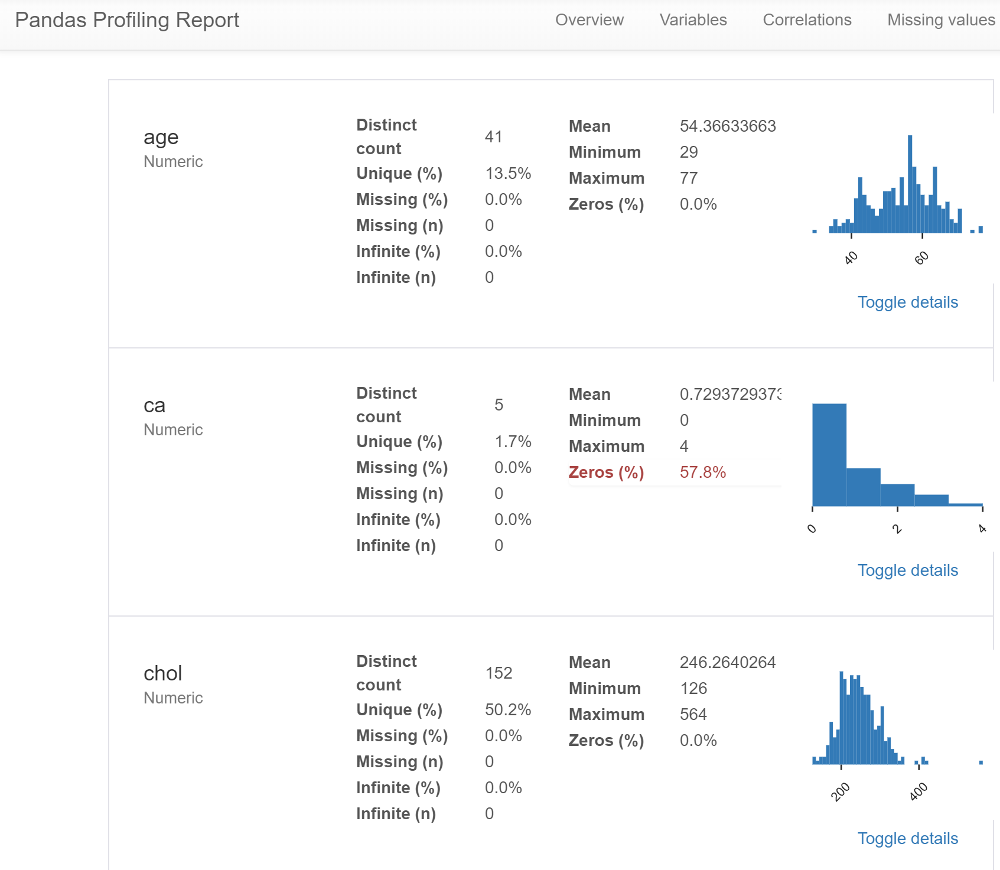 Pandas Profiling Report Overview Variables Correlations Missing values
age
Numeric
Distinct count 41
Unique (%) 13.5%
Missing (%) 0.0%
Missing (n) 0
Infinite (%) 0.0%
Infinite (n) 0
Mean 54.36633663
Minimum 29
Maximum 77
Zeros (%) 0.0%
40 60
Toggle details
ca
Numeric
Distinct count 5
Unique (%) 1.7%
Missing (%) 0.0%
Missing (n) 0
Infinite (%) 0.0%
Infinite (n) 0
Mean 0.7293729373
Minimum 0
Maximum 4
Zeros (%) 57.8%
0 2 4
Toggle details
chol
Numeric
Distinct count 152
Unique (%) 50.2%
Missing (%) 0.0%
Missing (n) 0
Infinite (%) 0.0%
Infinite (n) 0
Mean 246.2640264
Minimum 126
Maximum 564
Zeros (%) 0.0%
200 400
Toggle details